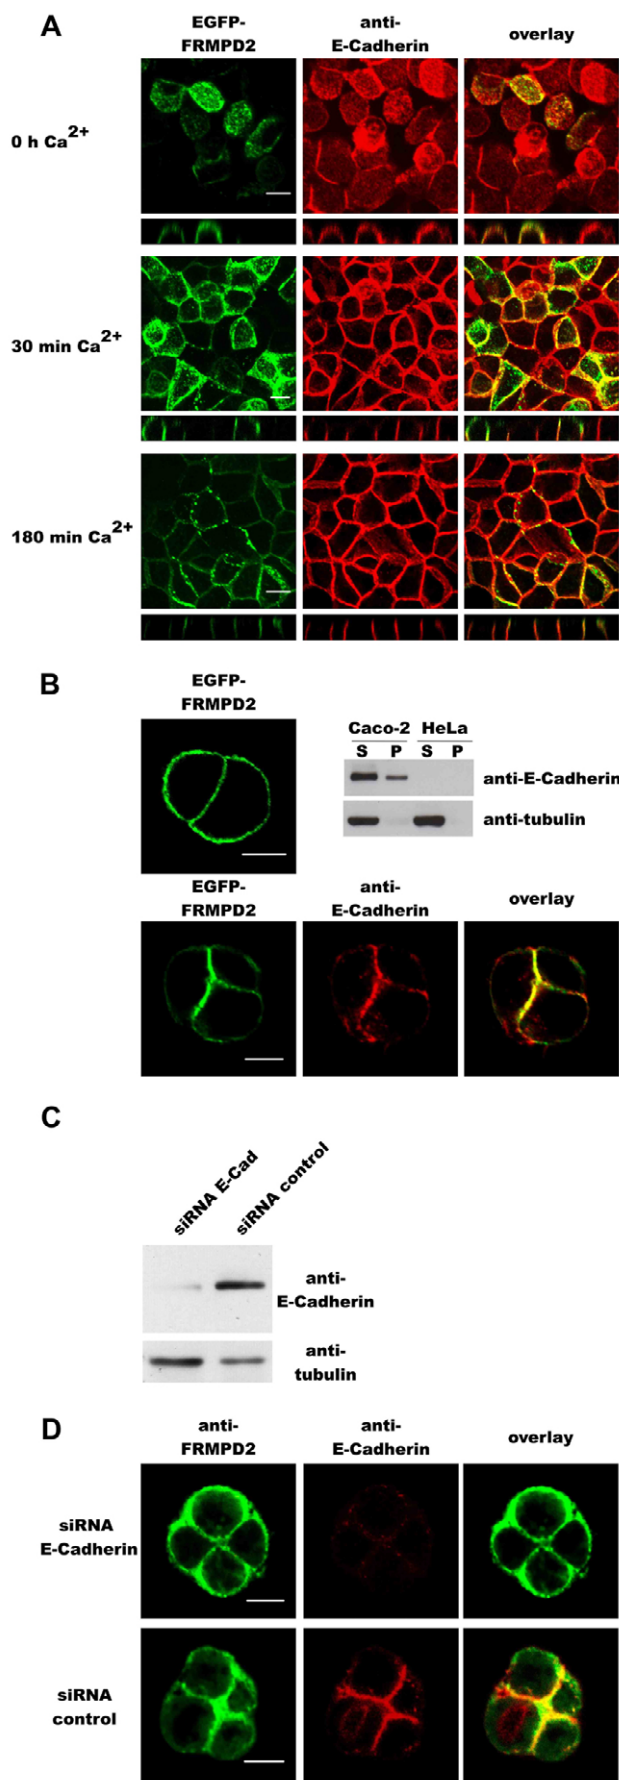 A
EGFP-
FRMPD2
anti-
E-Cadherin
overlay
0 h Ca2+
30 min Ca2+
180 min Ca2+
B
EGFP-
FRMPD2
Caco-2 HeLa
S P S P
anti-E-Cadherin
anti-tubulin
EGFP-
FRMPD2
anti-
E-Cadherin
overlay
C
siRNA E-Cad
siRNA control
anti-
E-Cadherin
anti-
tubulin
D
anti-
FRMPD2
anti-
E-Cadherin
overlay
siRNA
E-Cadherin
siRNA
control